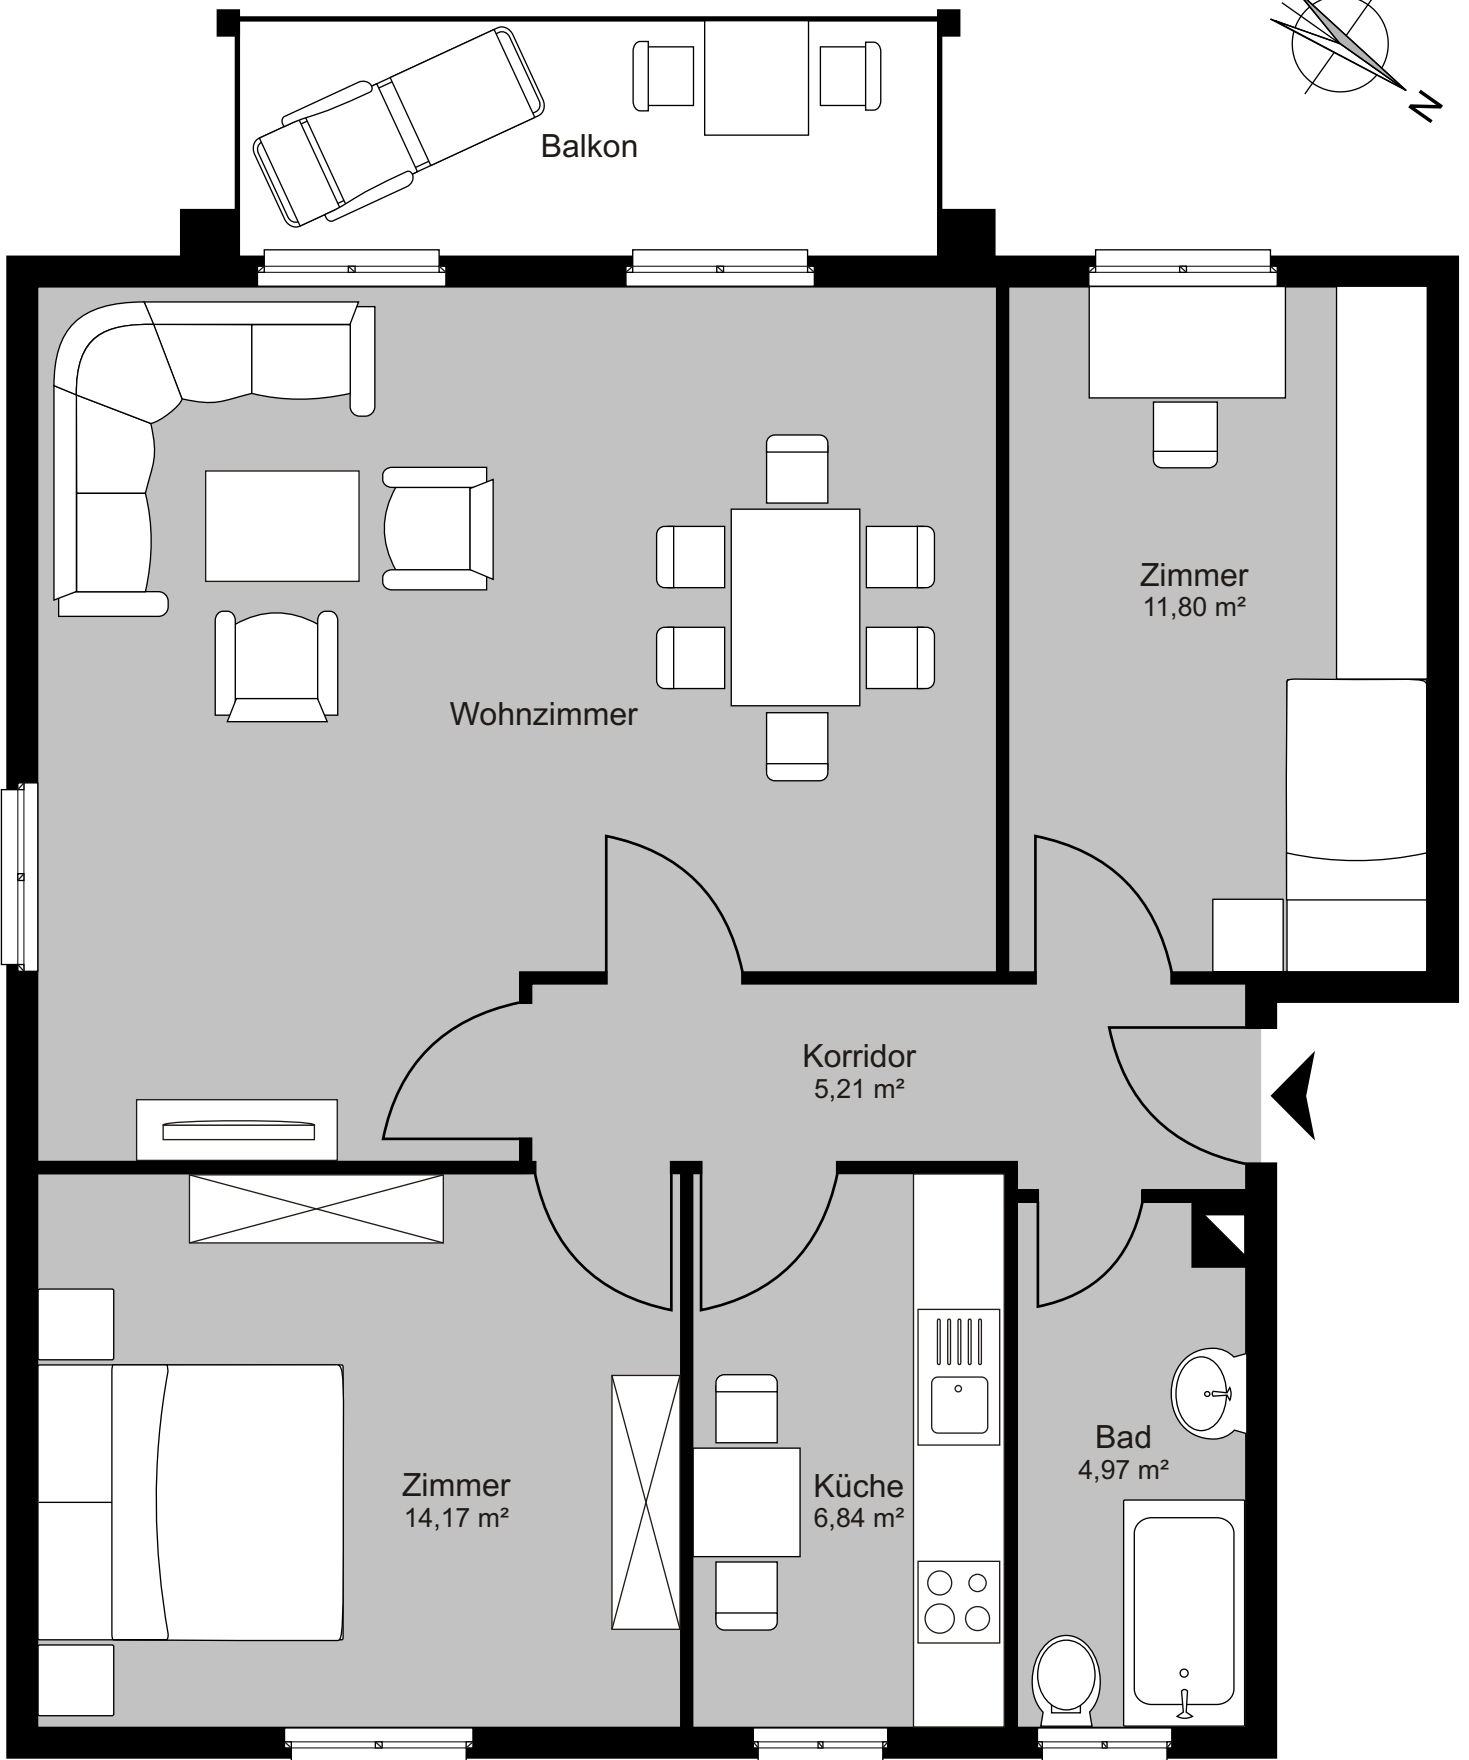 N
Balkon
Zimmer
11,80 m²
Wohnzimmer
Korridor
5,21 m²
Zimmer
14,17 m²
Küche
6,84 m²
Bad
4,97 m²